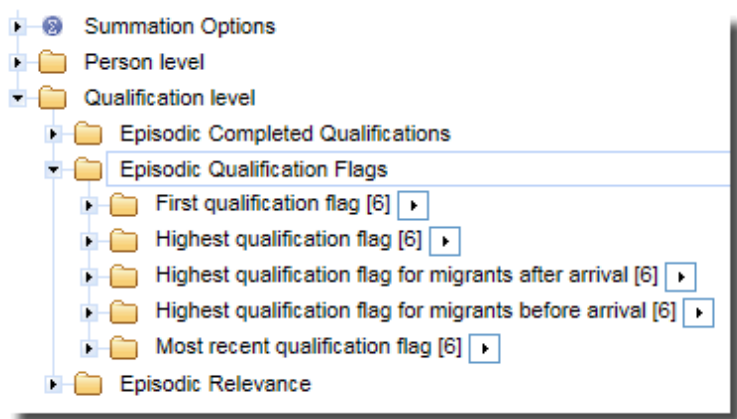 Summation Options
Person level
Qualification level
Episodic Completed Qualifications
Episodic Qualification Flags
First qualification flag [6]
Highest qualification flag [6]
Highest qualification flag for migrants after arrival [6]
Highest qualification flag for migrants before arrival [6]
Most recent qualification flag [6]
Episodic Relevance